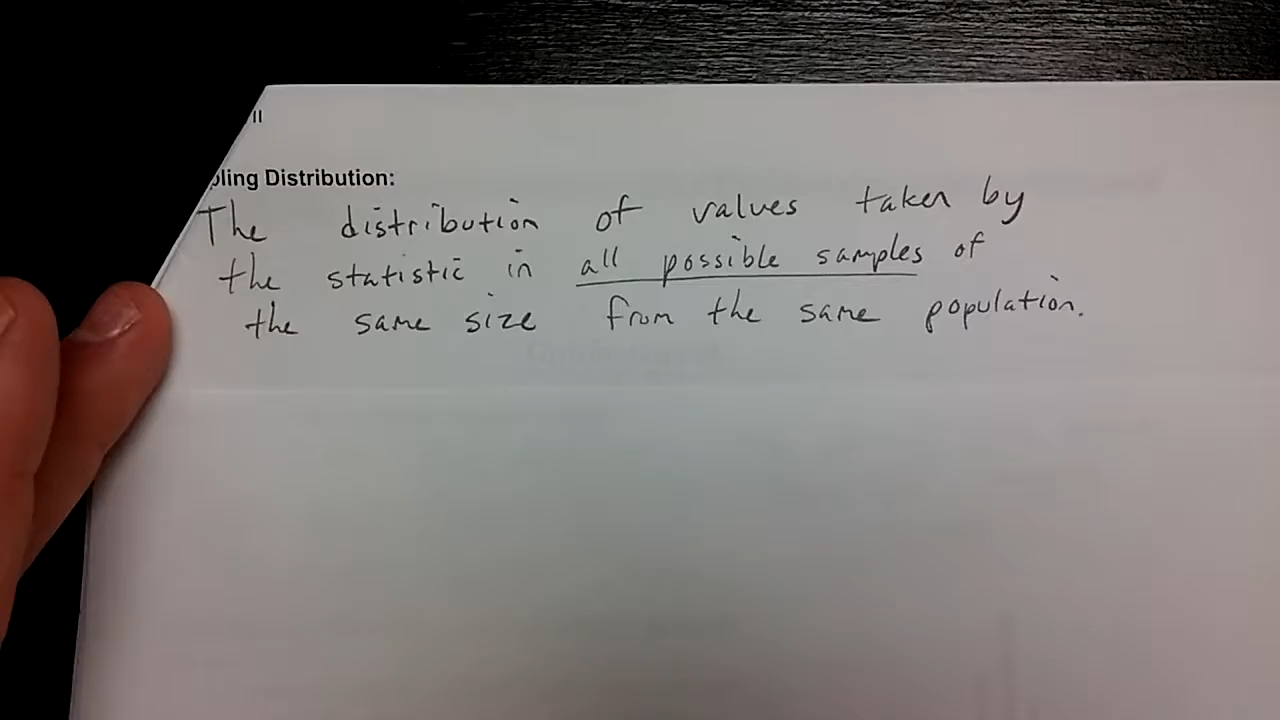 II
pling Distribution:
The distribution of values taken by
the statistic in all possible samples of
the same size from the same population.